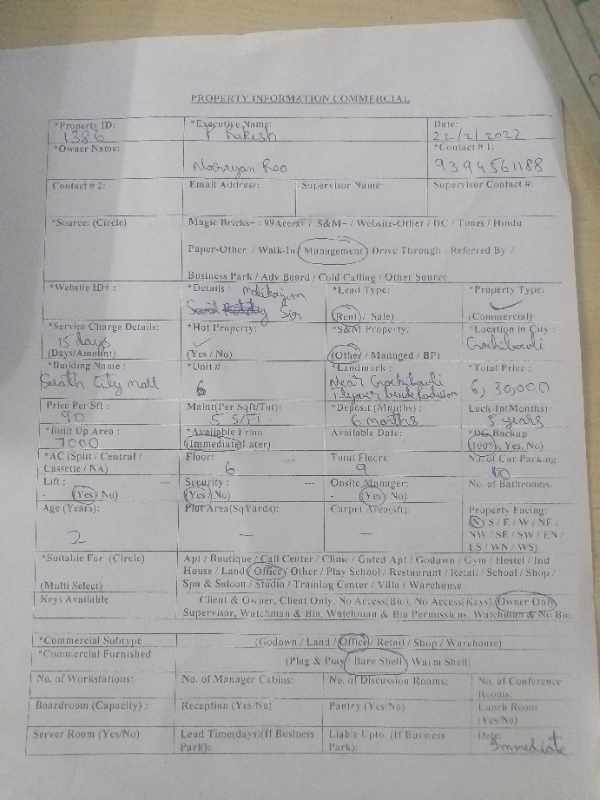 PROPERTY INFORMATION COMMERCIAL
*Property ID: *Executive Name: Date:
1386 22/2/2022
*Owner Name: *Contact # 1:
Rao 9394561188
Contact # 2: Email Address: Supervisor Name: Supervisor Contact #:
*Source: (Circle) Magic Bricks- / 99Acres- / S&M- / Website-Other / DC / Times / Hindu
Paper-Other / Walk-In / Management / Drive Through / Referred By /
Business Park / Adv Board / Cold Calling / Other Source
*Website ID# : *Details : *Lead Type: *Property Type:
Sir (Rent / Sale) (Commercial)
*Service Charge Details: *Hot Property: *S&M Property: *Location in City :
15 days Gachibowli
(Days/Amount) (Yes / No) (Other / Managed / BP)
*Building Name : *Unit # *Landmark : *Total Price :
South City mall 6 Near Gachibowli 6,30,000
Price Per Sft : Maint(Per Sqft/Tot): *Deposit (Months) : Lock-In(Months)
90 5 S/FT 6 months 5 years
*Built Up Area : *Available From Available Date: *DG Backup
7000 (Immediate/Later) (100%, Yes, No)
*AC (Split / Central / Floor: Total Floors: No. of Car Parking
Cassette / NA) 6 9
Lift : Security : Onsite Manager: No. of Bathrooms.
(Yes/ No) (Yes / No) (Yes / No)
Age (Years): Plot Area(SqYards): Carpet Area(sft): Property Facing:
2 — — (N / S / E / W / NE /
NW / SE / SW / EN /
ES / WN / WS)
*Suitable For (Circle) Apt / Boutique / Call Center / Clinic / Gated Apt / Godown / Gym / Hostel / Ind
House / Land / Office / Other / Play School / Restaurant / Retail / School / Shop /
(Multi Select) Spa & Saloon / Studio / Training Center / Villa / Warehouse
Keys Available Client & Owner, Client Only, No Access(Bio), No Access(Keys), Owner Only
Supervisor, Watchman & Bio, Watchman & Bio Permissions, Watchman & No Bio
*Commercial Subtype (Godown / Land / Office / Retail / Shop / Warehouse)
*Commercial Furnished (Plug & Play / Bare Shell / Warm Shell
No. of Workstations: No. of Manager Cabins: No. of Discussion Rooms: No. of Conference
Rooms:
Boardroom (Capacity) : Reception (Yes/No) Pantry (Yes/No) Lunch Room
(Yes/No)
Server Room (Yes/No) Lead Time(days)(If Business Liable Upto (If Business Date:
Park): Park): Immediate